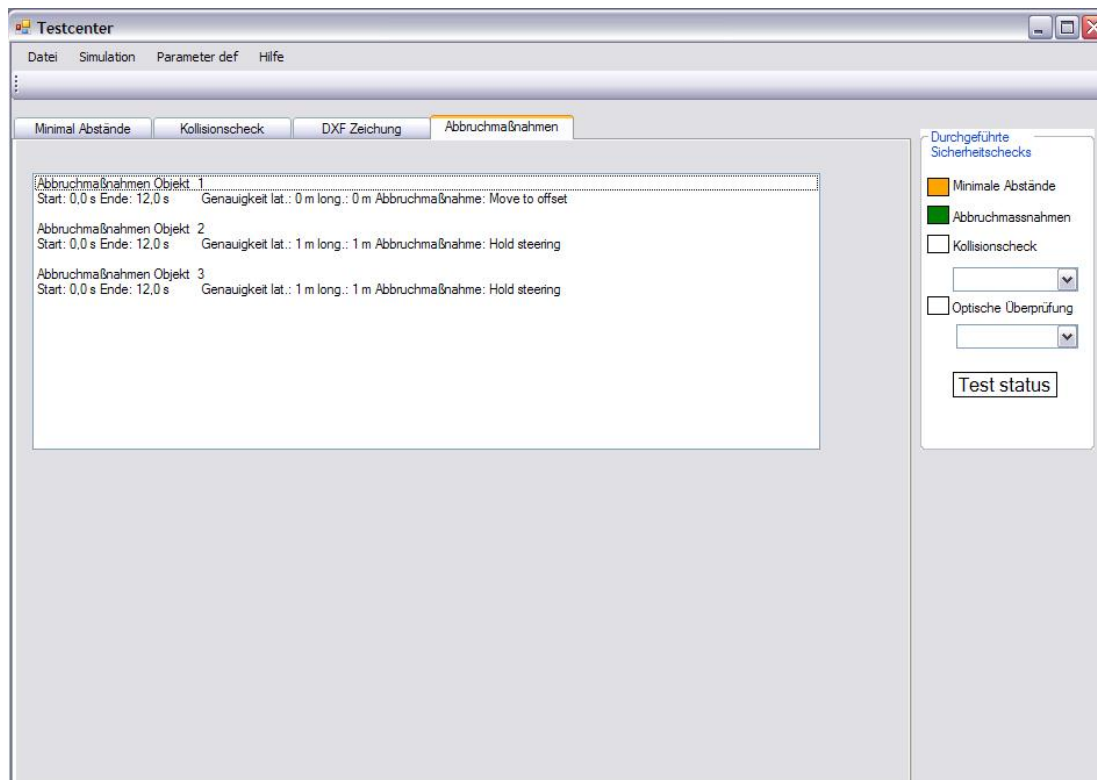 Testcenter
Datei Simulation Parameter def Hilfe
Minimal Abstände Kollisionscheck DXF Zeichung Abbruchmaßnahmen
Abbruchmaßnahmen Objekt 1
Start: 0,0 s Ende: 12,0 s Genauigkeit lat.: 0 m long.: 0 m Abbruchmaßnahme: Move to offset
Abbruchmaßnahmen Objekt 2
Start: 0,0 s Ende: 12,0 s Genauigkeit lat.: 1 m long.: 1 m Abbruchmaßnahme: Hold steering
Abbruchmaßnahmen Objekt 3
Start: 0,0 s Ende: 12,0 s Genauigkeit lat.: 1 m long.: 1 m Abbruchmaßnahme: Hold steering
Durchgeführte
Sicherheitschecks
Minimale Abstände
Abbruchmassnahmen
Kollisionscheck
Optische Überprüfung
Test status